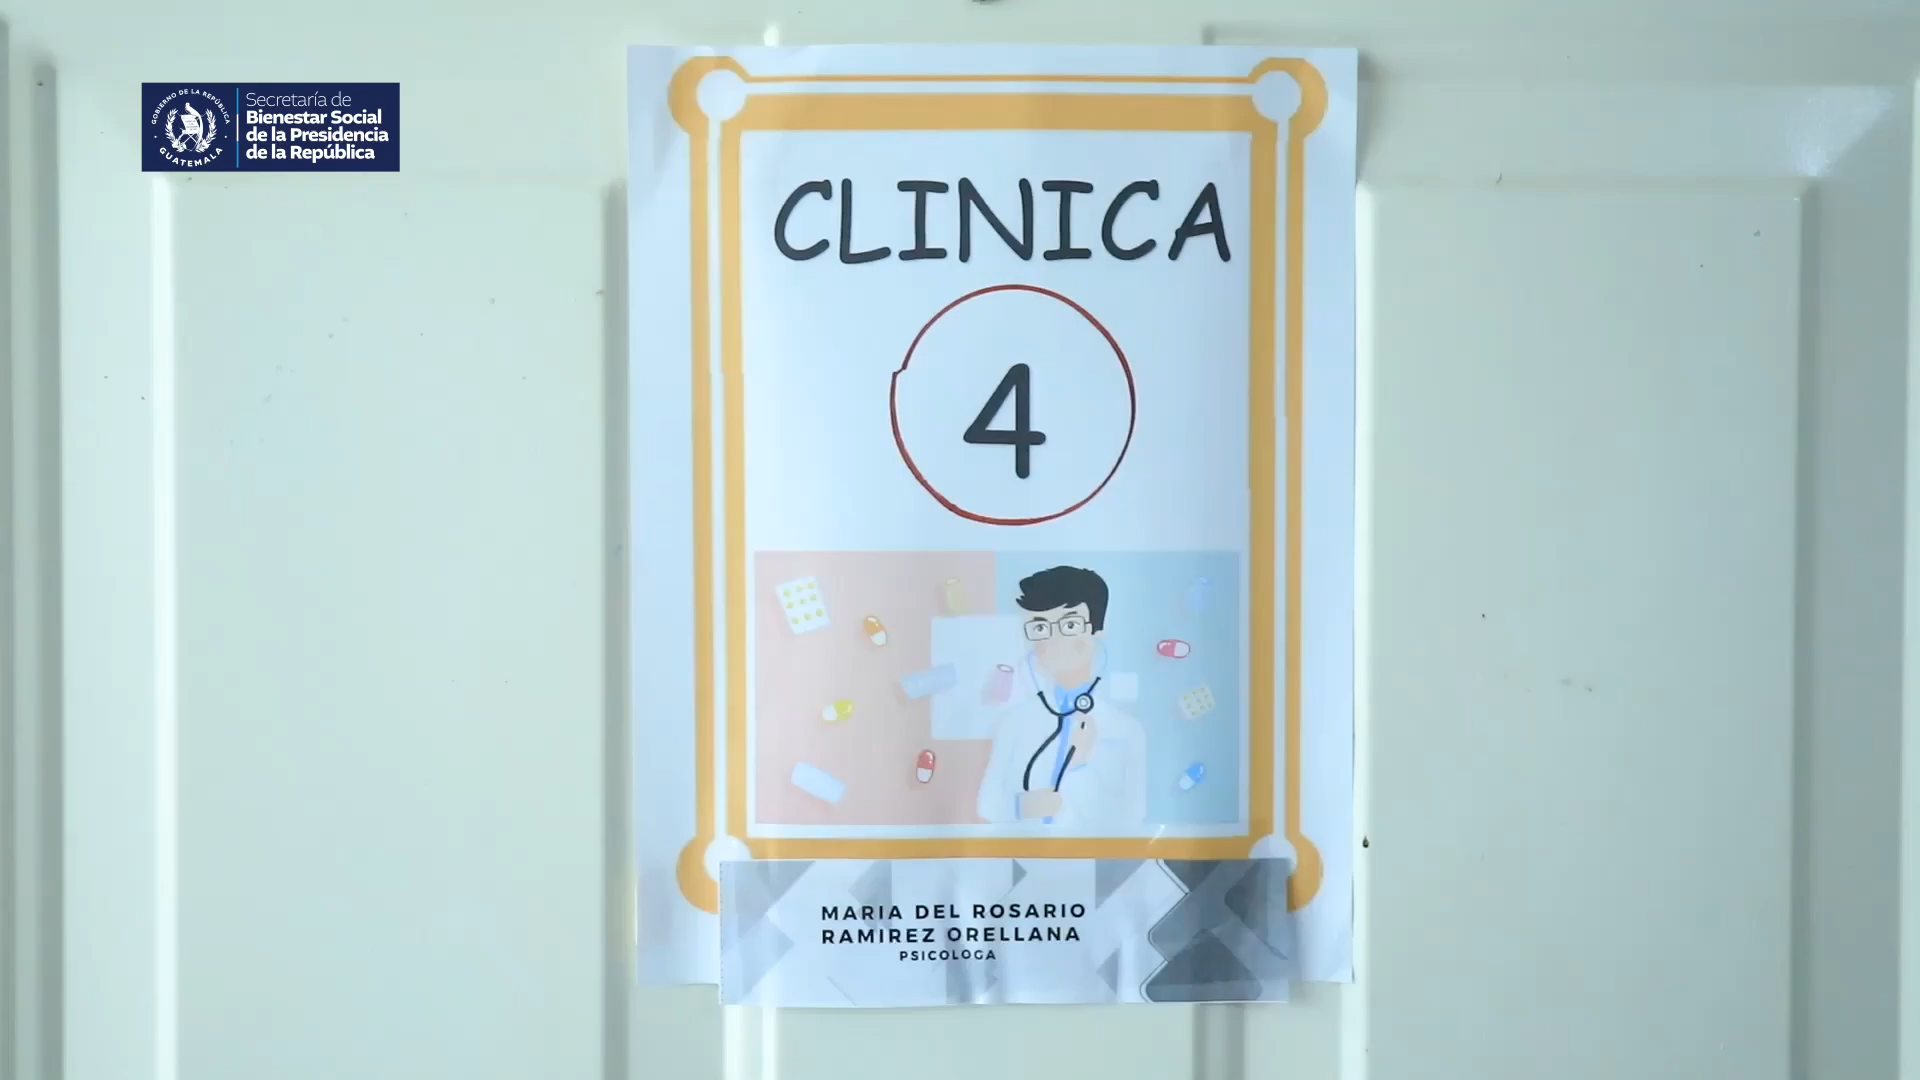 GOBIERNO DE LA REPÚBLICA
GUATEMALA
Secretaría de
Bienestar Social
de la Presidencia
de la República
CLINICA
4
MARIA DEL ROSARIO
RAMIREZ ORELLANA
PSICOLOGA